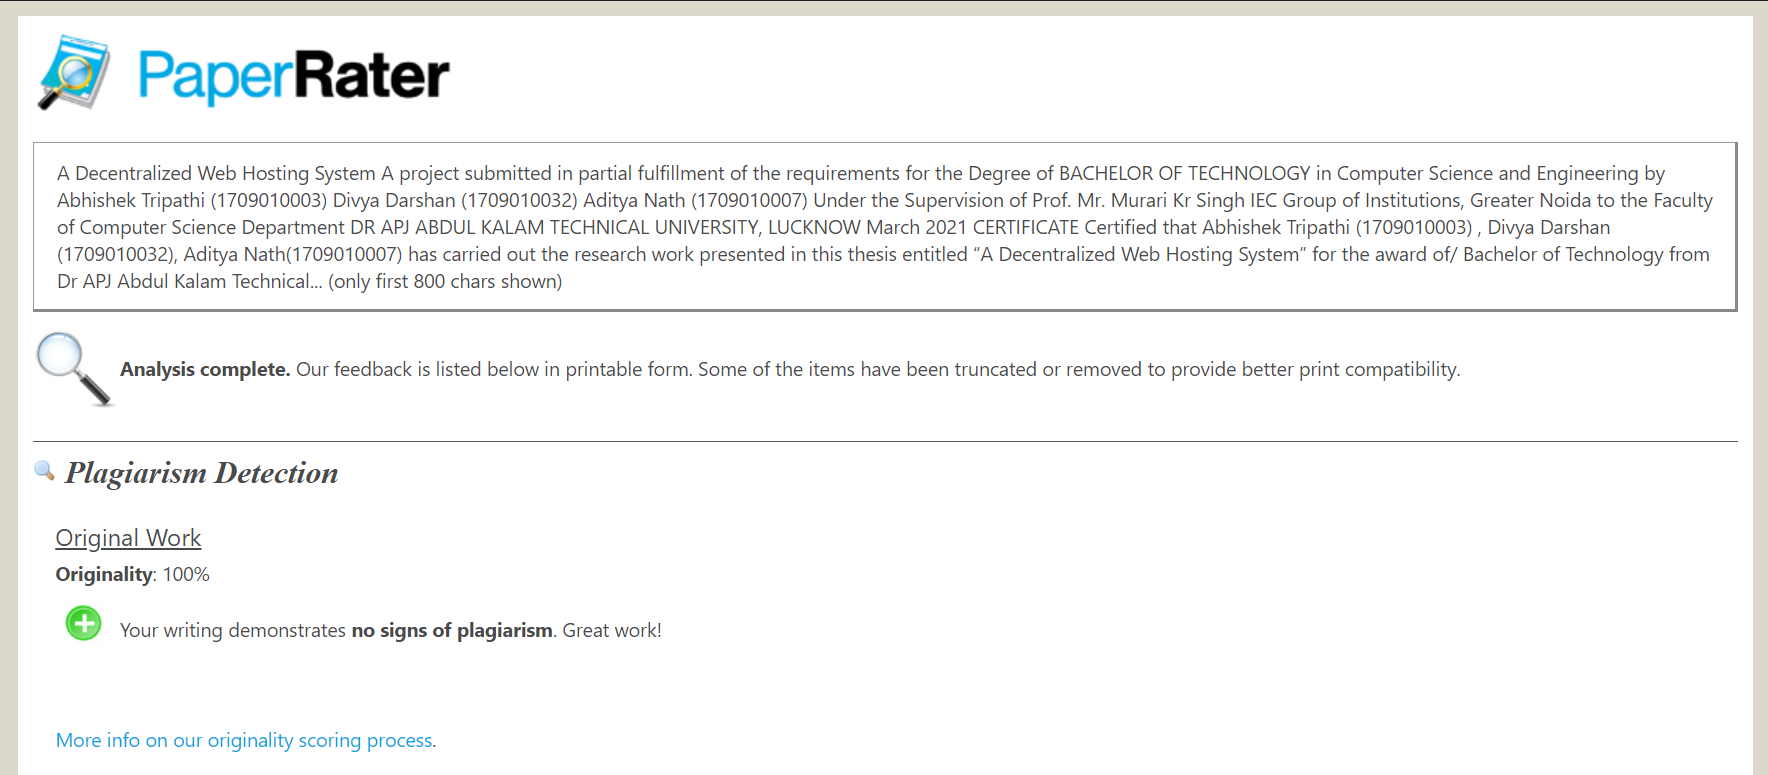 PaperRater
A Decentralized Web Hosting System A project submitted in partial fulfillment of the requirements for the Degree of BACHELOR OF TECHNOLOGY in Computer Science and Engineering by
Abhishek Tripathi (1709010003) Divya Darshan (1709010032) Aditya Nath (1709010007) Under the Supervision of Prof. Mr. Murari Kr Singh IEC Group of Institutions, Greater Noida to the Faculty
of Computer Science Department DR APJ ABDUL KALAM TECHNICAL UNIVERSITY, LUCKNOW March 2021 CERTIFICATE Certified that Abhishek Tripathi (1709010003) , Divya Darshan
(1709010032), Aditya Nath(1709010007) has carried out the research work presented in this thesis entitled “A Decentralized Web Hosting System” for the award of/ Bachelor of Technology from
Dr APJ Abdul Kalam Technical... (only first 800 chars shown)
Analysis complete. Our feedback is listed below in printable form. Some of the items have been truncated or removed to provide better print compatibility.
Plagiarism Detection
Original Work
Originality: 100%
Your writing demonstrates no signs of plagiarism. Great work!
More info on our originality scoring process.